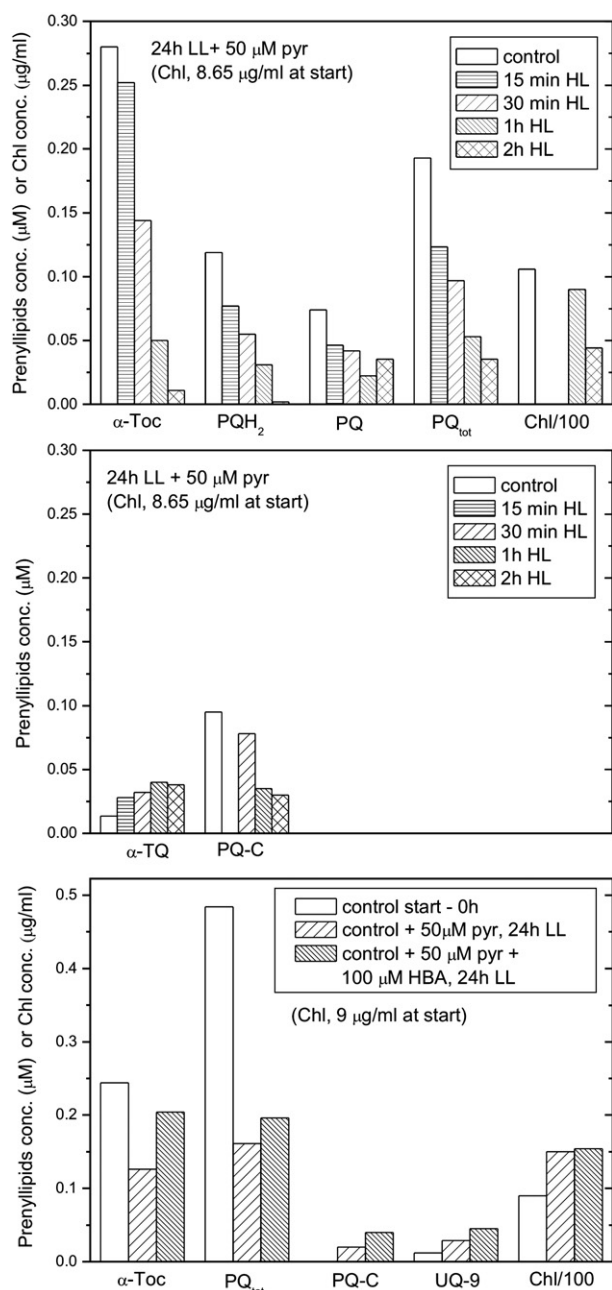 Prenyllipids conc. (μM) or Chl conc. (μg/ml)
0.30
0.25
0.20
0.15
0.10
0.05
0.00
24h LL+ 50 μM pyr
(Chl, 8.65 μg/ml at start)
control
15 min HL
30 min HL
1h HL
2h HL
α-Toc PQH₂ PQ PQtot Chl/100
Prenyllipids conc. (μM)
0.30
0.25
0.20
0.15
0.10
0.05
0.00
24h LL + 50 μM pyr
(Chl, 8.65 μg/ml at start)
control
15 min HL
30 min HL
1h HL
2h HL
α-TQ PQ-C
Prenyllipids conc. (μM) or Chl conc. (μg/ml)
0.5
0.4
0.3
0.2
0.1
0.0
control start - 0h
control + 50μM pyr, 24h LL
control + 50 μM pyr +
100 μM HBA, 24h LL
(Chl, 9 μg/ml at start)
α-Toc PQtot PQ-C UQ-9 Chl/100